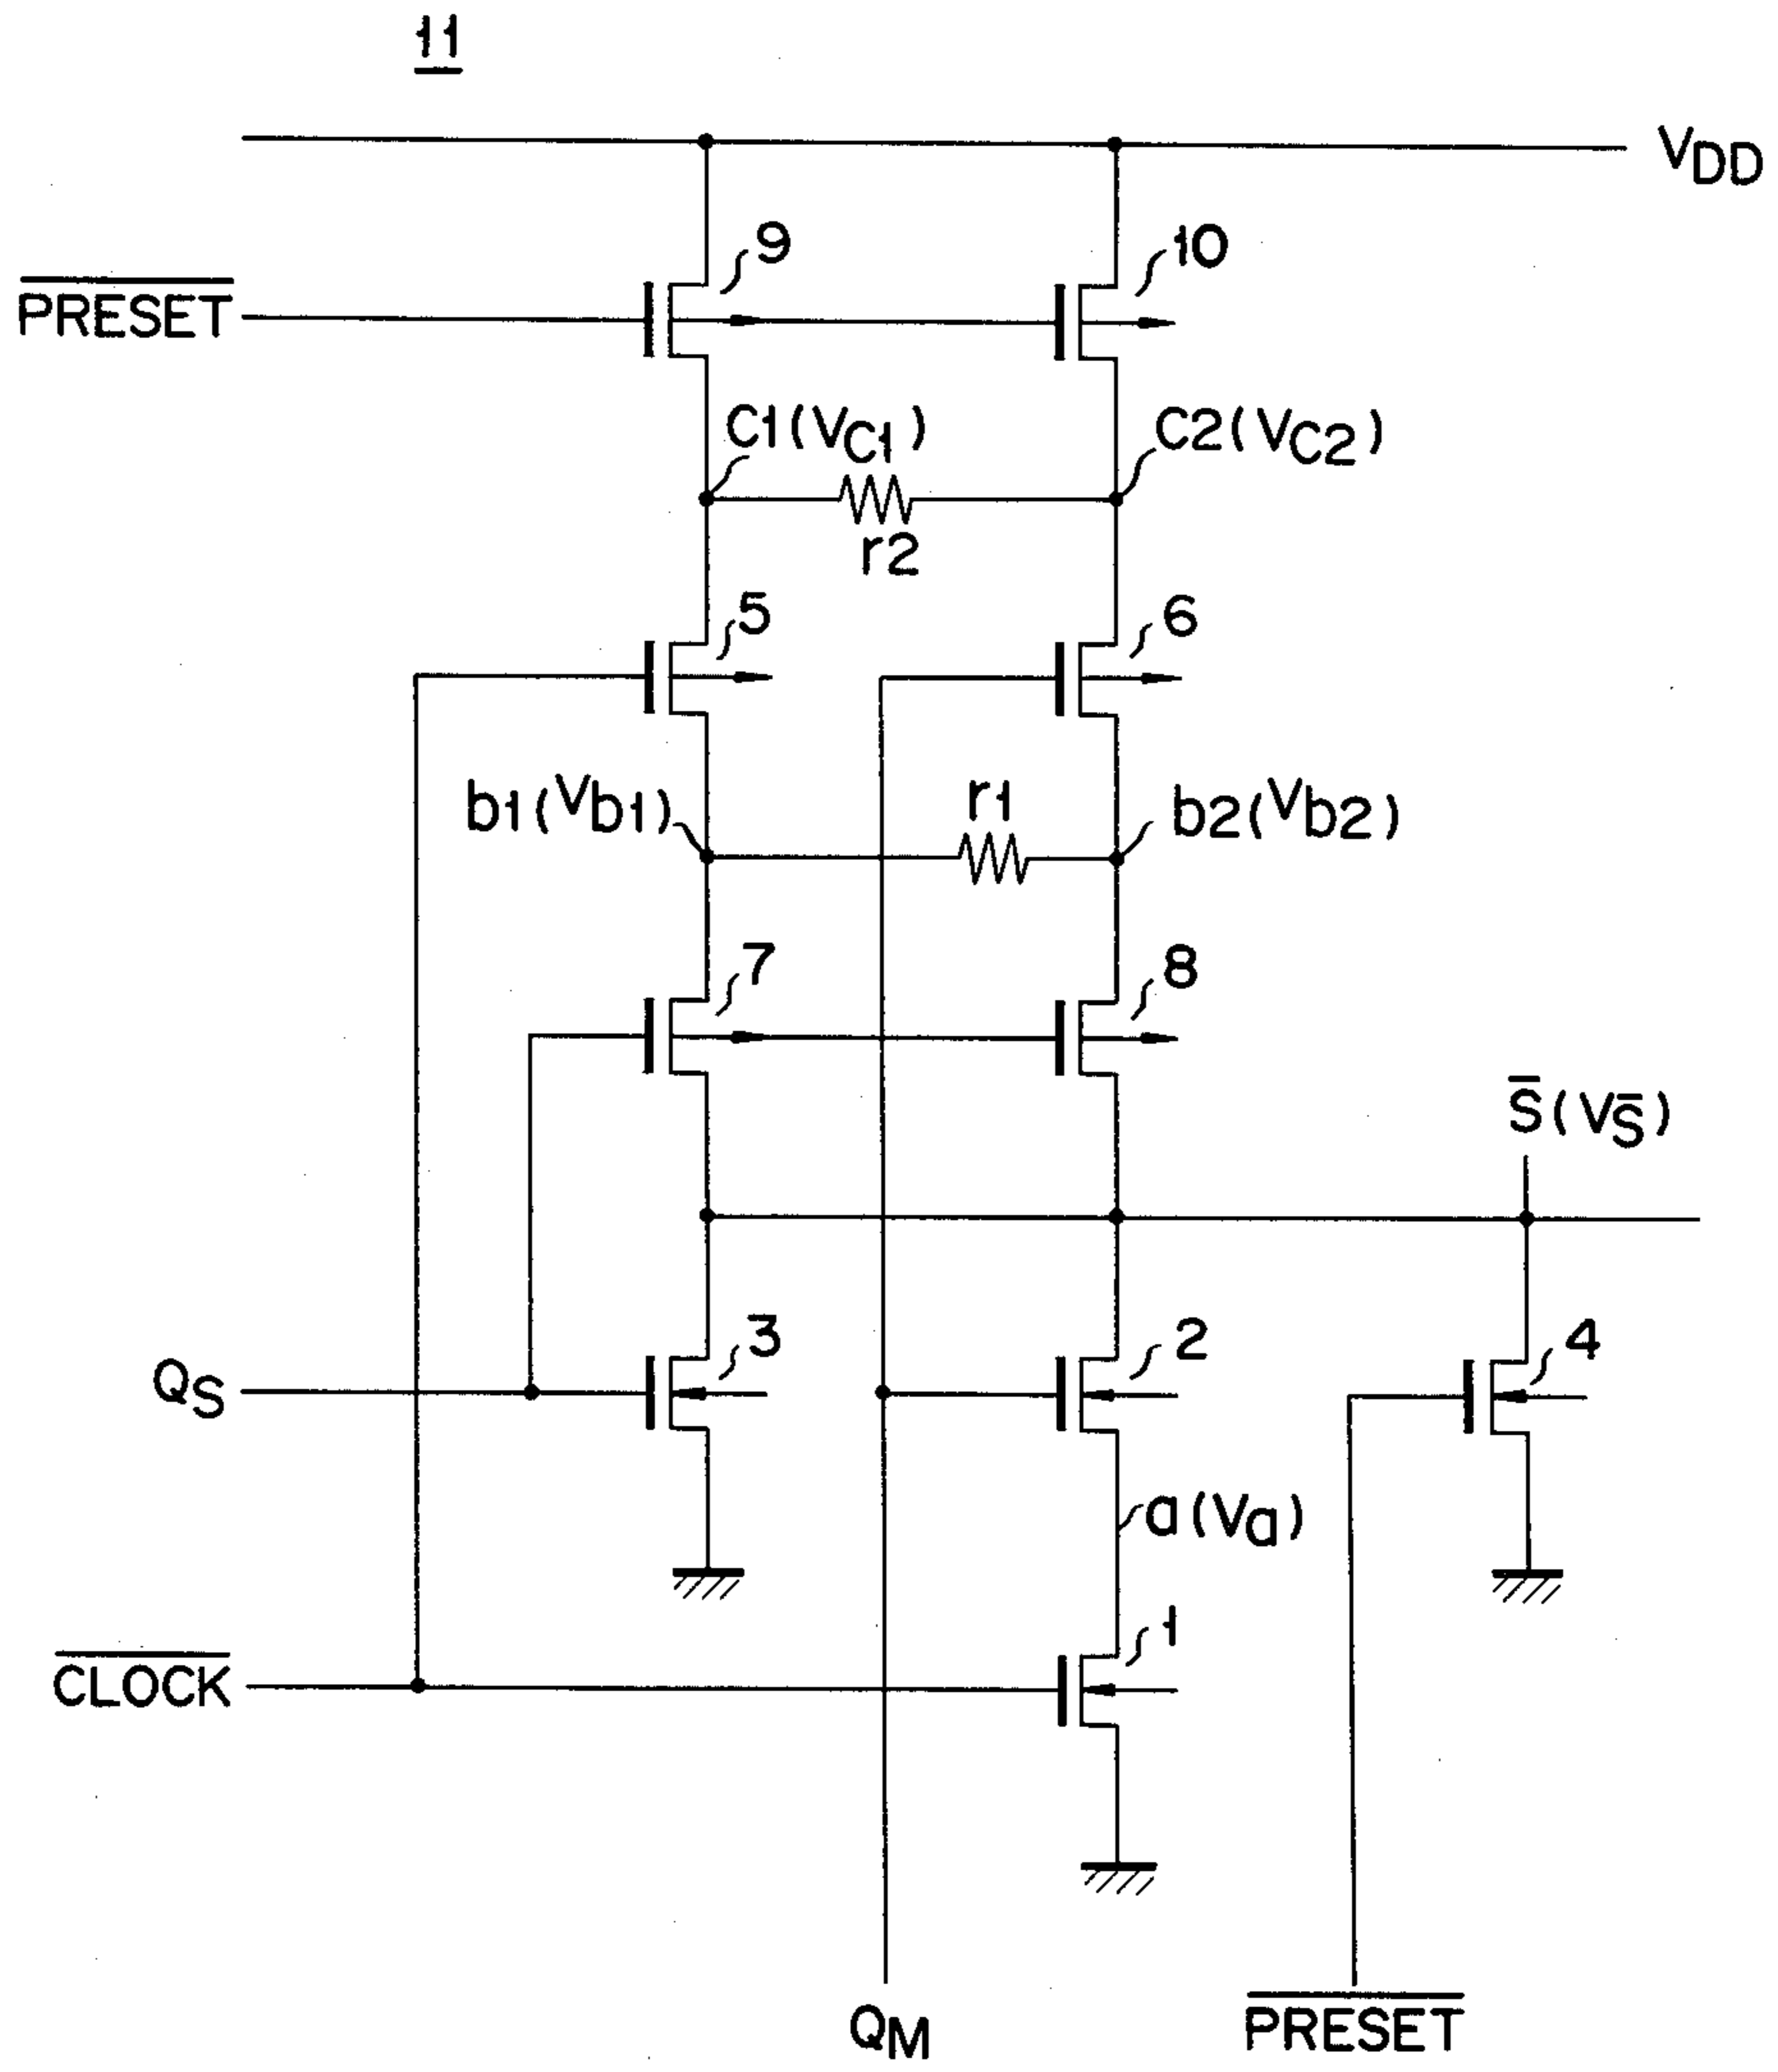 11
VDD
9
10
PRESET
C1(VC1)
C2(VC2)
r2
5
6
b1(Vb1)
r1
b2(Vb2)
7
8
S̅(VS̅)
3
2
4
QS
a(Va)
1
CLOCK
QM
PRESET